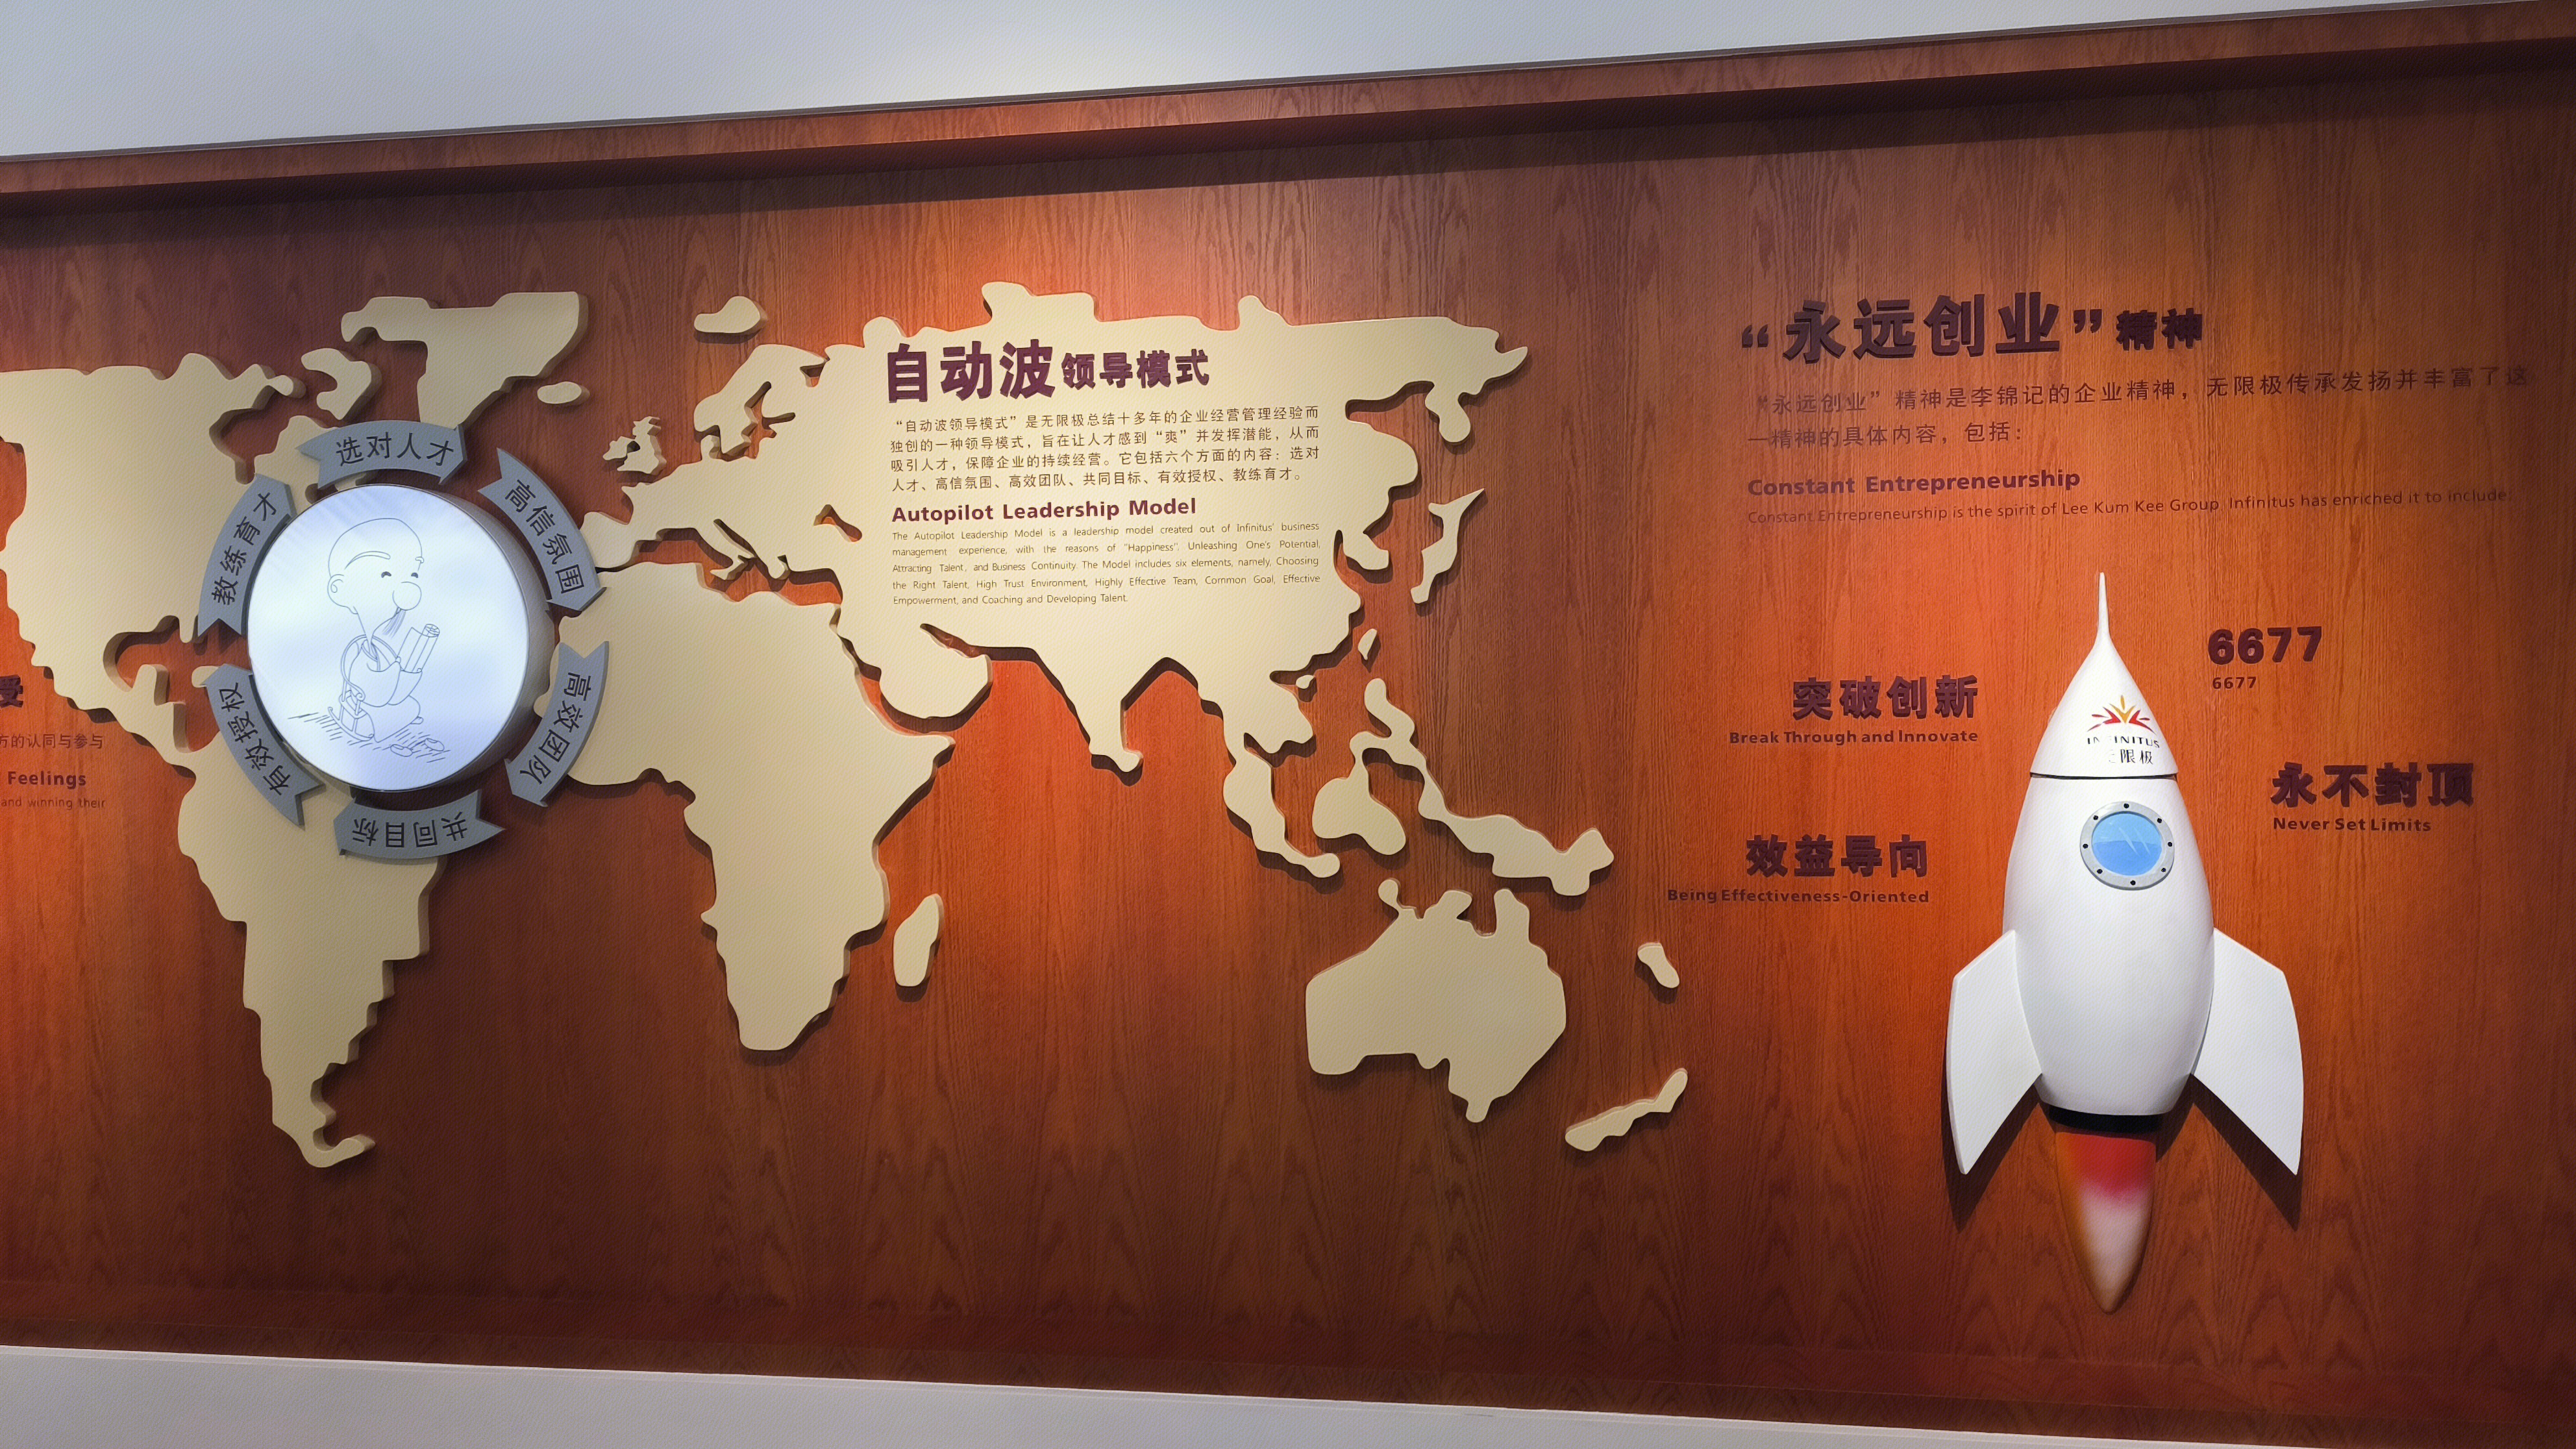 受
方的认同与参与
Feelings
and winning their
选对人才
高信氛围
高效团队
共同目标
有效授权
教练育才
自动波领导模式
“自动波领导模式”是无限极总结十多年的企业经营管理经验而
独创的一种领导模式，旨在让人才感到“爽”并发挥潜能，从而
吸引人才，保障企业的持续经营。它包括六个方面的内容：选对
人才、高信氛围、高效团队、共同目标、有效授权、教练育才。
Autopilot Leadership Model
The Autopilot Leadership Model is a leadership model created out of Infinitus' business
management experience, with the reasons of "Happiness", Unleashing One's Potential,
Attracting Talent, and Business Continuity. The Model includes six elements, namely, Choosing
the Right Talent, High Trust Environment, Highly Effective Team, Common Goal, Effective
Empowerment, and Coaching and Developing Talent.
“永远创业”精神
“永远创业”精神是李锦记的企业精神，无限极传承发扬并丰富了这
一精神的具体内容，包括：
Constant Entrepreneurship
Constant Entrepreneurship is the spirit of Lee Kum Kee Group. Infinitus has enriched it to include:
6677
6677
突破创新
Break Through and Innovate
INFINITUS
无限极
永不封顶
Never Set Limits
效益导向
Being Effectiveness-Oriented